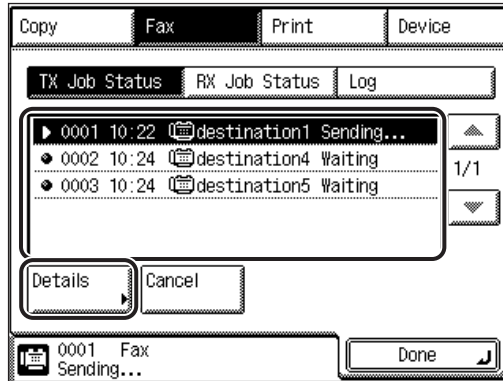 Copy Fax Print Device
TX Job Status RX Job Status Log
0001 10:22 destination1 Sending...
0002 10:24 destination4 Waiting
0003 10:24 destination5 Waiting
1/1
Details Cancel
0001 Fax
Sending...
Done